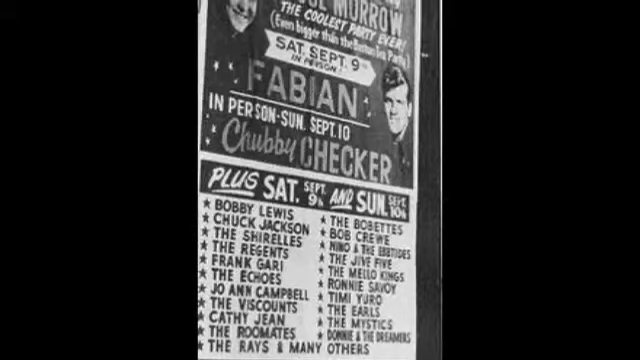 MURROW
THE COOLEST PARTY EVER!
(Even bigger than the Boston Tea Party)
SAT. SEPT. 9th
IN PERSON!
FABIAN
IN PERSON-SUN. SEPT. 10
Chubby CHECKER
PLUS SAT. SEPT. 9th AND SUN. SEPT. 10th
★ BOBBY LEWIS
★ CHUCK JACKSON
★ THE SHIRELLES
★ THE REGENTS
★ FRANK GARI
★ THE ECHOES
★ JO ANN CAMPBELL
★ THE VISCOUNTS
★ CATHY JEAN
★ THE ROOMATES
★ THE RAYS & MANY OTHERS
★ THE BOBETTES
★ BOB CREWE
★ NINO & THE EBBTIDES
★ THE JIVE FIVE
★ THE MELLO KINGS
★ RONNIE SAVOY
★ TIMI YURO
★ THE EARLS
★ THE MYSTICS
★ DONNIE & THE DREAMERS